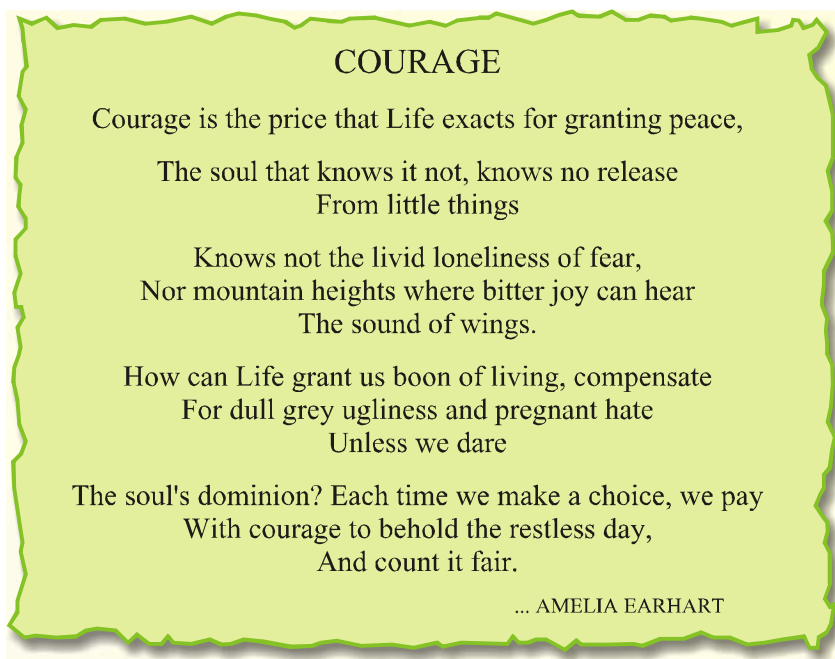 COURAGE
Courage is the price that Life exacts for granting peace,
The soul that knows it not, knows no release
From little things
Knows not the livid loneliness of fear,
Nor mountain heights where bitter joy can hear
The sound of wings.
How can Life grant us boon of living, compensate
For dull grey ugliness and pregnant hate
Unless we dare
The soul's dominion? Each time we make a choice, we pay
With courage to behold the restless day,
And count it fair.
... AMELIA EARHART